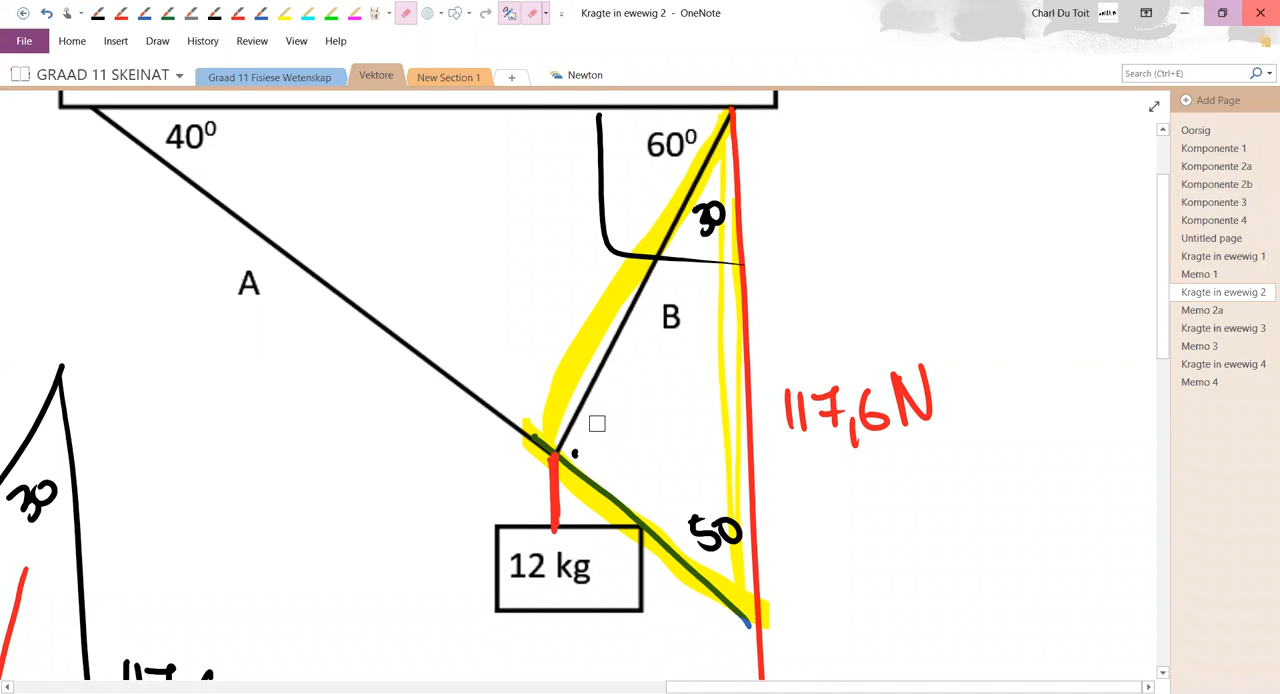 Kragte in ewewig 2 - OneNote
Charl Du Toit
File Home Insert Draw History Review View Help
GRAAD 11 SKEINAT
Graad 11 Fisiese Wetenskap
Vektore
New Section 1
+
Newton
Search (Ctrl+E)
Add Page
Oorsig
Komponente 1
Komponente 2a
Komponente 2b
Komponente 3
Komponente 4
Untitled page
Kragte in ewewig 1
Memo 1
Kragte in ewewig 2
Memo 2a
Kragte in ewewig 3
Memo 3
Kragte in ewewig 4
Memo 4
40⁰
60⁰
30
A
B
117,6N
30
50
12 kg